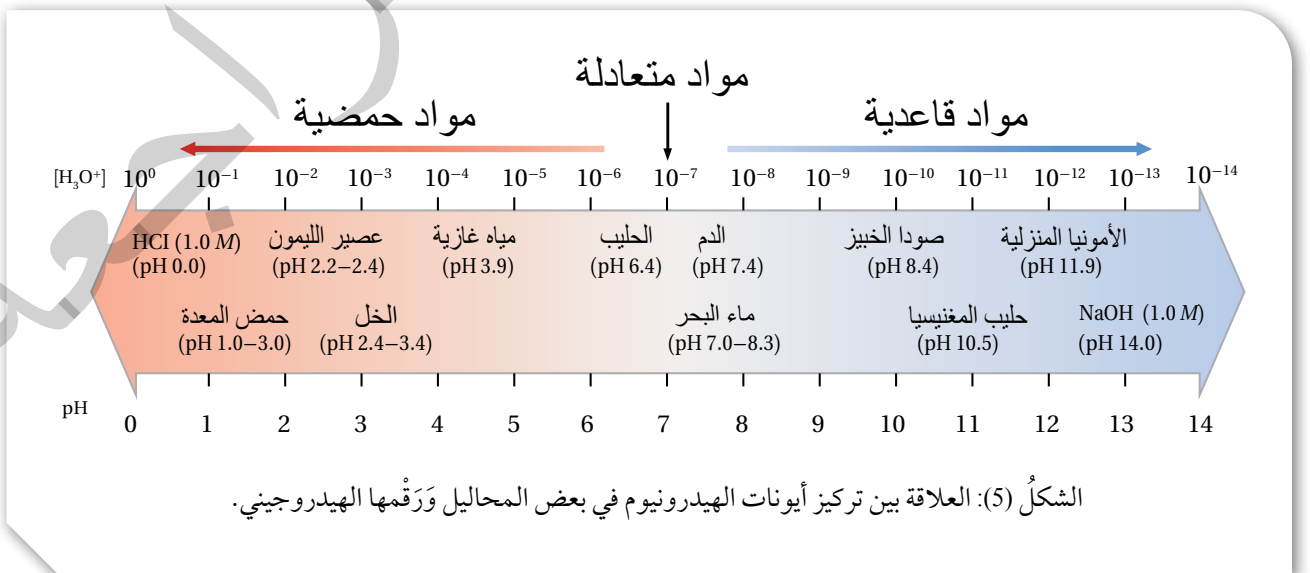 مواد متعادلة
مواد حمضية
مواد قاعدية
[H₃O⁺] 10⁰ 10⁻¹ 10⁻² 10⁻³ 10⁻⁴ 10⁻⁵ 10⁻⁶ 10⁻⁷ 10⁻⁸ 10⁻⁹ 10⁻¹⁰ 10⁻¹¹ 10⁻¹² 10⁻¹³ 10⁻¹⁴
HCl (1.0 M)
(pH 0.0)
عصير الليمون
(pH 2.2–2.4)
مياه غازية
(pH 3.9)
الحليب
(pH 6.4)
الدم
(pH 7.4)
صودا الخبيز
(pH 8.4)
الأمونيا المنزلية
(pH 11.9)
حمض المعدة
(pH 1.0–3.0)
الخل
(pH 2.4–3.4)
ماء البحر
(pH 7.0–8.3)
حليب المغنيسيا
(pH 10.5)
NaOH (1.0 M)
(pH 14.0)
pH 0 1 2 3 4 5 6 7 8 9 10 11 12 13 14
الشكلُ (5): العلاقة بين تركيز أيونات الهيدرونيوم في بعض المحاليل وَرَقْمها الهيدروجيني.